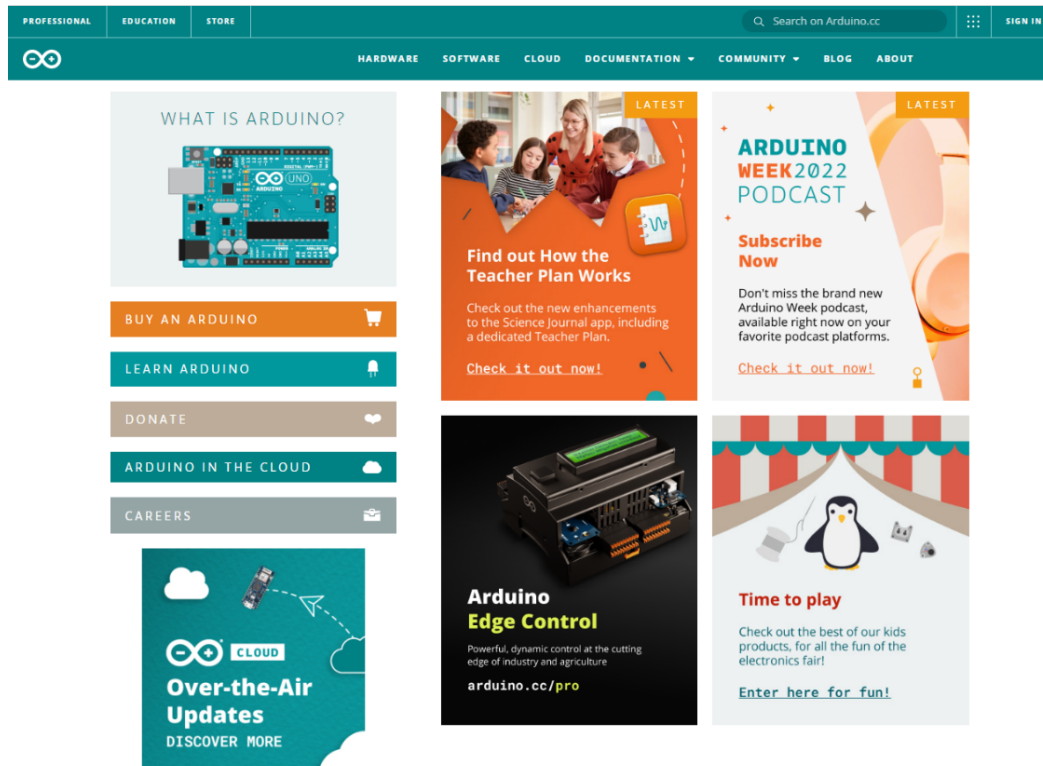 PROFESSIONAL
EDUCATION
STORE
Search on Arduino.cc
SIGN IN
HARDWARE
SOFTWARE
CLOUD
DOCUMENTATION
COMMUNITY
BLOG
ABOUT
WHAT IS ARDUINO?
ARDUINO
UNO
BUY AN ARDUINO
LEARN ARDUINO
DONATE
ARDUINO IN THE CLOUD
CAREERS
CLOUD
Over-the-Air
Updates
DISCOVER MORE
LATEST
Find out How the
Teacher Plan Works
Check out the new enhancements
to the Science Journal app, including
a dedicated Teacher Plan.
Check it out now!
LATEST
ARDUINO
WEEK2022
PODCAST
Subscribe
Now
Don't miss the brand new
Arduino Week podcast,
available right now on your
favorite podcast platforms.
Check it out now!
Arduino
Edge Control
Powerful, dynamic control at the cutting
edge of industry and agriculture
arduino.cc/pro
Time to play
Check out the best of our kids
products, for all the fun of the
electronics fair!
Enter here for fun!